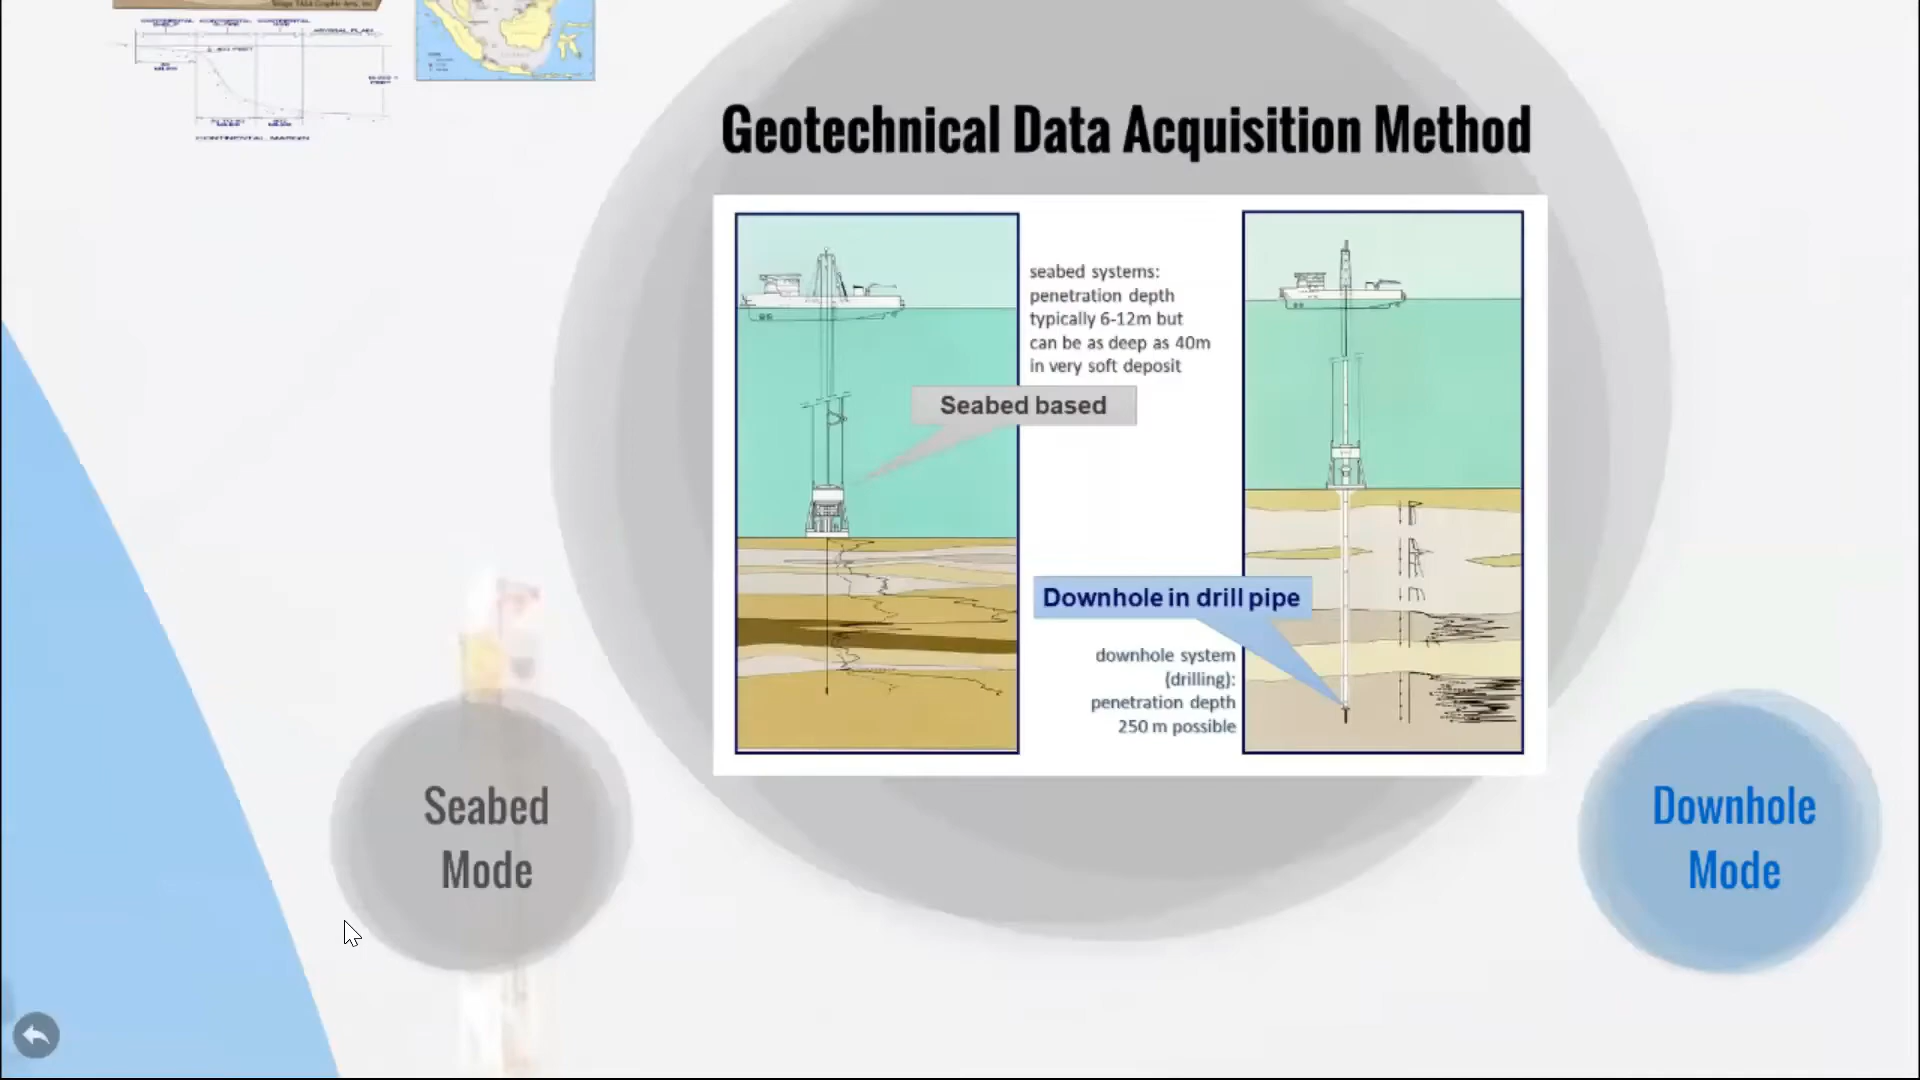 CONTINENTAL MARGIN
Geotechnical Data Acquisition Method
seabed systems:
penetration depth
typically 6-12m but
can be as deep as 40m
in very soft deposit
Seabed based
Downhole in drill pipe
downhole system
(drilling):
penetration depth
250 m possible
Seabed
Mode
Downhole
Mode